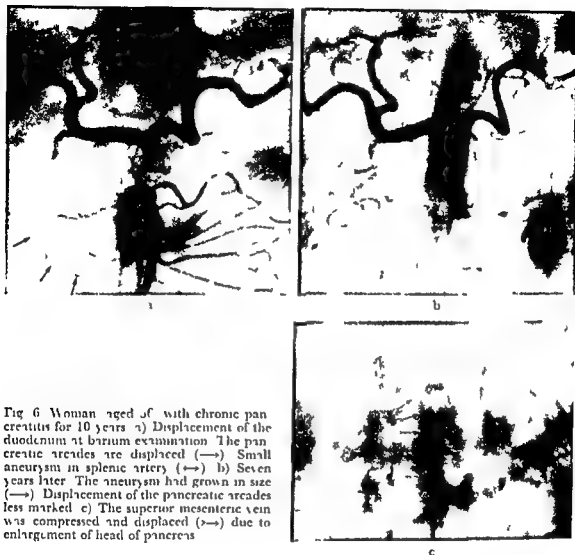 a
b
Fig 6 Woman aged of with chronic pan
creatitis for 10 years a) Displacement of the
duodenum at barium examination The pan
creatic arcades are displaced (⟶) Small
aneurysm in splenic artery (↔) b) Seven
years later The aneurysm had grown in size
(⟶) Displacement of the pancreatic arcades
less marked c) The superior mesenteric vein
was compressed and displaced (>→) due to
enlargement of head of pancreas
c